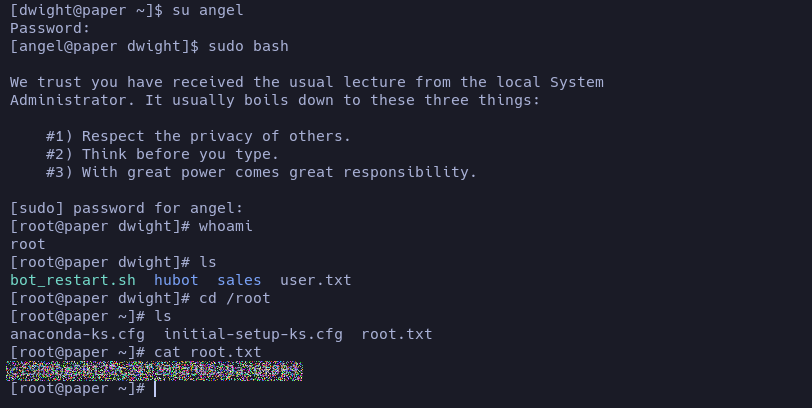 [dwight@paper ~]$ su angel
Password:
[angel@paper dwight]$ sudo bash
We trust you have received the usual lecture from the local System
Administrator. It usually boils down to these three things:
#1) Respect the privacy of others.
#2) Think before you type.
#3) With great power comes great responsibility.
[sudo] password for angel:
[root@paper dwight]# whoami
root
[root@paper dwight]# ls
bot_restart.sh  hubot  sales  user.txt
[root@paper dwight]# cd /root
[root@paper ~]# ls
anaconda-ks.cfg  initial-setup-ks.cfg  root.txt
[root@paper ~]# cat root.txt
[root@paper ~]#